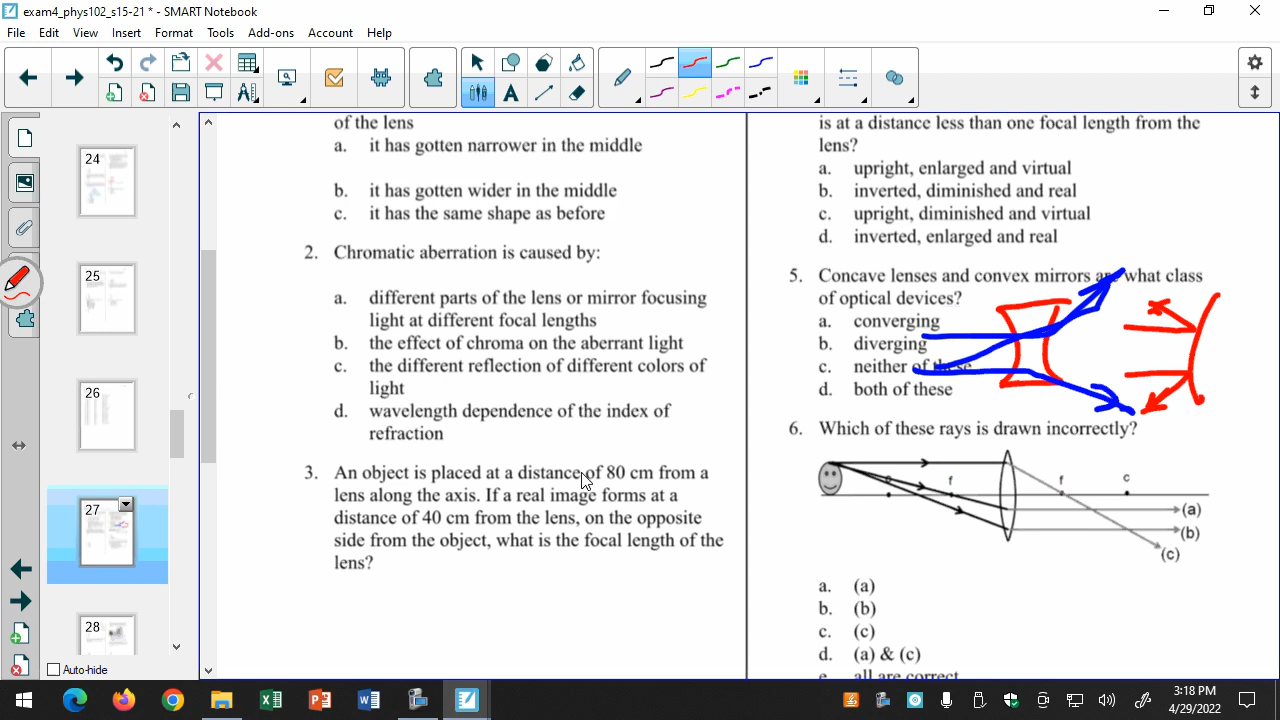 exam4_phys102_s15-21 * - SMART Notebook
File Edit View Insert Format Tools Add-ons Account Help
24
25
26
27
28
Auto-hide
of the lens
a. it has gotten narrower in the middle
b. it has gotten wider in the middle
c. it has the same shape as before
2. Chromatic aberration is caused by:
a. different parts of the lens or mirror focusing
light at different focal lengths
b. the effect of chroma on the aberrant light
c. the different reflection of different colors of
light
d. wavelength dependence of the index of
refraction
3. An object is placed at a distance of 80 cm from a
lens along the axis. If a real image forms at a
distance of 40 cm from the lens, on the opposite
side from the object, what is the focal length of the
lens?
is at a distance less than one focal length from the
lens?
a. upright, enlarged and virtual
b. inverted, diminished and real
c. upright, diminished and virtual
d. inverted, enlarged and real
5. Concave lenses and convex mirrors are what class
of optical devices?
a. converging
b. diverging
c. neither of these
d. both of these
6. Which of these rays is drawn incorrectly?
f f c
(a)
(b)
(c)
a. (a)
b. (b)
c. (c)
d. (a) & (c)
e. all are correct
3:18 PM
4/29/2022